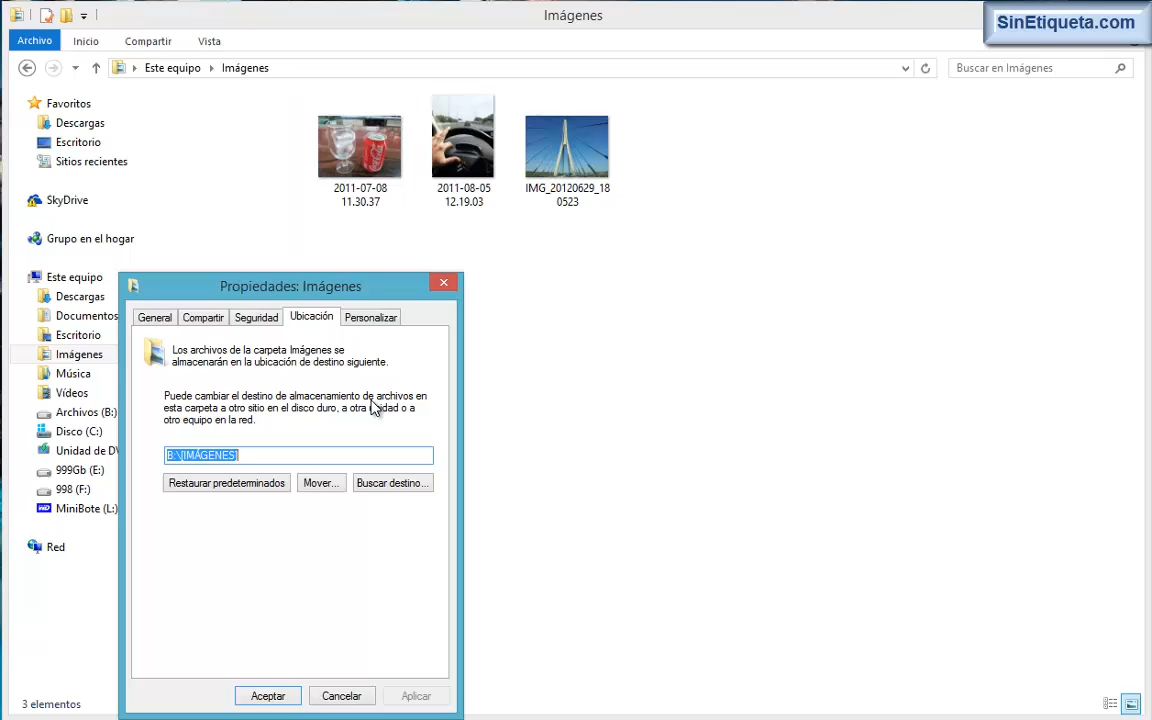 Imágenes
SinEtiqueta.com
Archivo Inicio Compartir Vista
Este equipo Imágenes
Buscar en Imágenes
Favoritos
Descargas
Escritorio
Sitios recientes
SkyDrive
Grupo en el hogar
Este equipo
Descargas
Documentos
Escritorio
Imágenes
Música
Vídeos
Archivos (B:)
Disco (C:)
Unidad de DV
999Gb (E:)
998 (F:)
MiniBote (L:)
Red
2011-07-08
11.30.37
2011-08-05
12.19.03
IMG_20120629_18
0523
Propiedades: Imágenes
General Compartir Seguridad Ubicación Personalizar
Los archivos de la carpeta Imágenes se
almacenarán en la ubicación de destino siguiente.
Puede cambiar el destino de almacenamiento de archivos en
esta carpeta a otro sitio en el disco duro, a otra unidad o a
otro equipo en la red.
B:\[IMÁGENES]
Restaurar predeterminados Mover... Buscar destino...
Aceptar Cancelar Aplicar
3 elementos